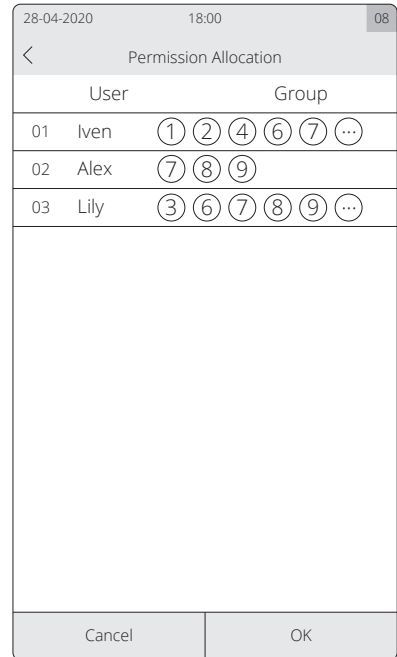 28-04-2020 18:00 08
< Permission Allocation
User Group
01 Iven 1 2 4 6 7 ...
02 Alex 7 8 9
03 Lily 3 6 7 8 9 ...
Cancel OK